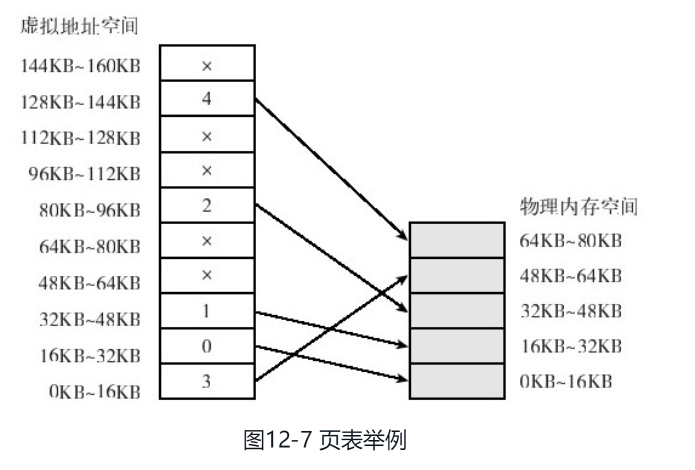 虚拟地址空间
144KB~160KB ×
128KB~144KB 4
112KB~128KB ×
96KB~112KB ×
80KB~96KB 2
64KB~80KB ×
48KB~64KB ×
32KB~48KB 1
16KB~32KB 0
0KB~16KB 3
物理内存空间
64KB~80KB
48KB~64KB
32KB~48KB
16KB~32KB
0KB~16KB
图12-7 页表举例